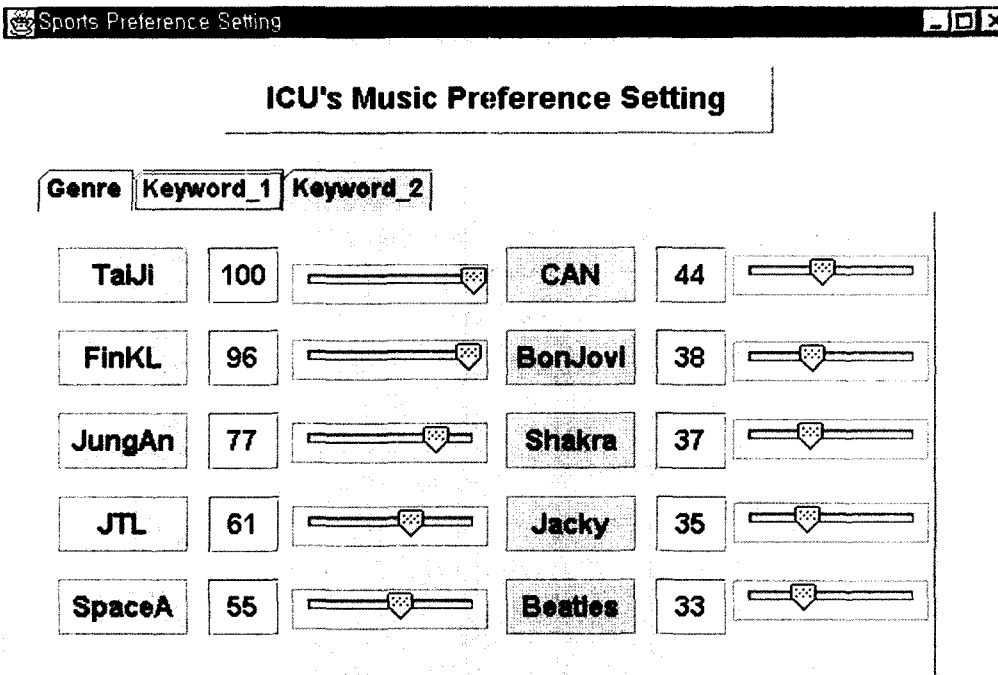 Sports Preference Setting
ICU's Music Preference Setting
Genre Keyword_1 Keyword_2
TaiJi 100 CAN 44
FinKL 96 BonJovi 38
JungAn 77 Shakra 37
JTL 61 Jacky 35
SpaceA 55 Beatles 33